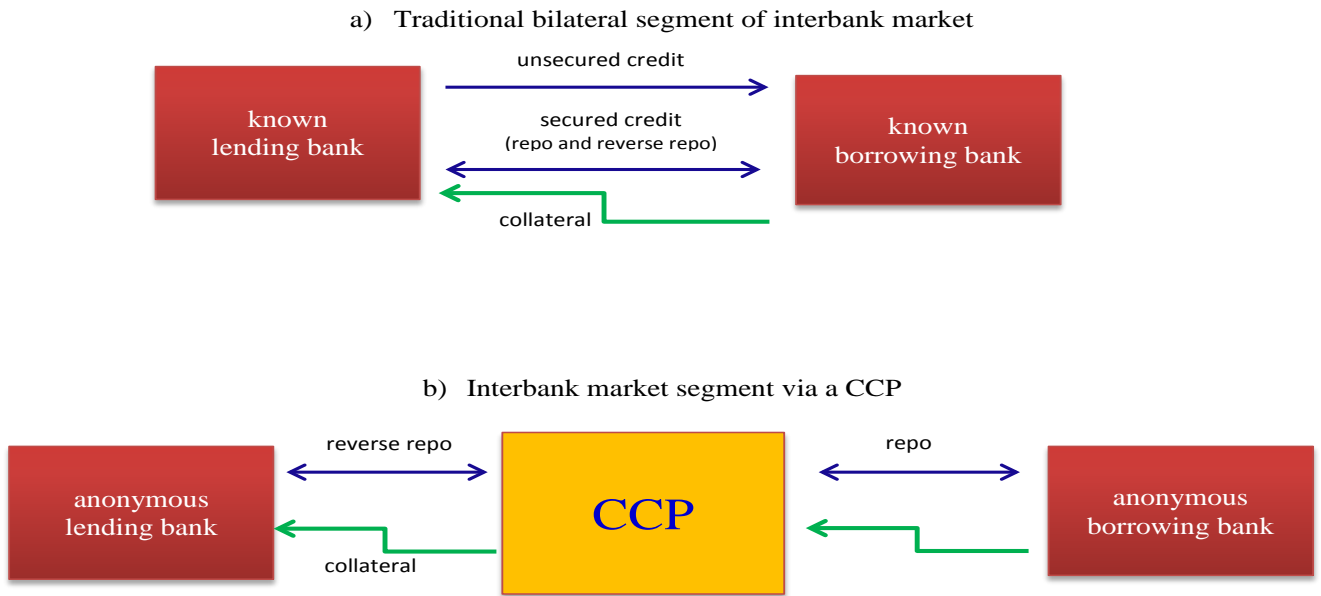 a) Traditional bilateral segment of interbank market
unsecured credit
known
lending bank
secured credit
(repo and reverse repo)
known
borrowing bank
collateral
b) Interbank market segment via a CCP
reverse repo
repo
anonymous
lending bank
CCP
anonymous
borrowing bank
collateral